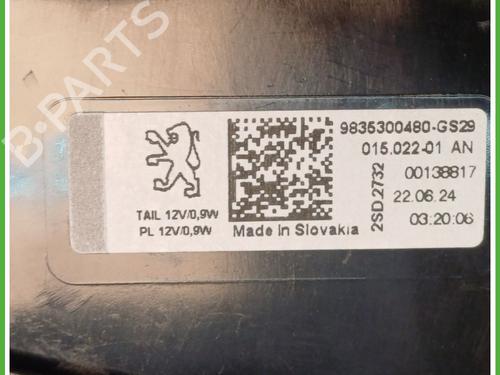 B-PARTS
9835300480-GS29
015.022-01 AN
2SD.2732
00138817
22.06.24
03:20:06
TAIL 12V/0,9W
PL 12V/0,9W
Made in Slovakia